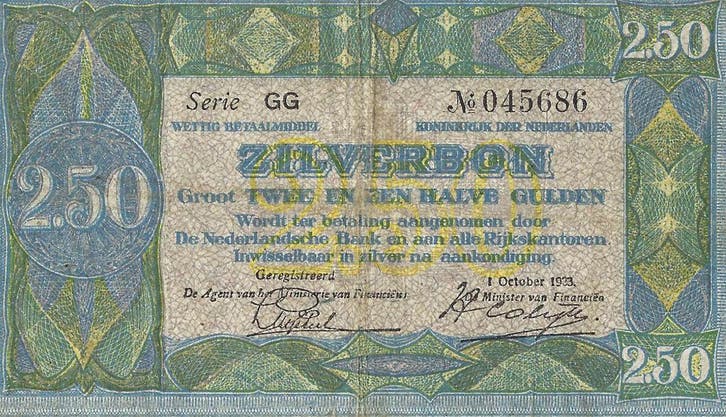 2.50
Serie GG № 045686
WETTIG BETAALMIDDEL KONINKRIJK DER NEDERLANDEN
ZILVERBON
2.50
Groot TWEE EN EEN HALVE GULDEN
2.50
Wordt ter betaling aangenomen door
De Nederlandsche Bank en aan alle Rijkskantoren
Inwisselbaar in zilver na aankondiging.
Geregistreerd 1 October 1933.
De Agent van het Ministerie van Financiën De Minister van Financiën
2.50